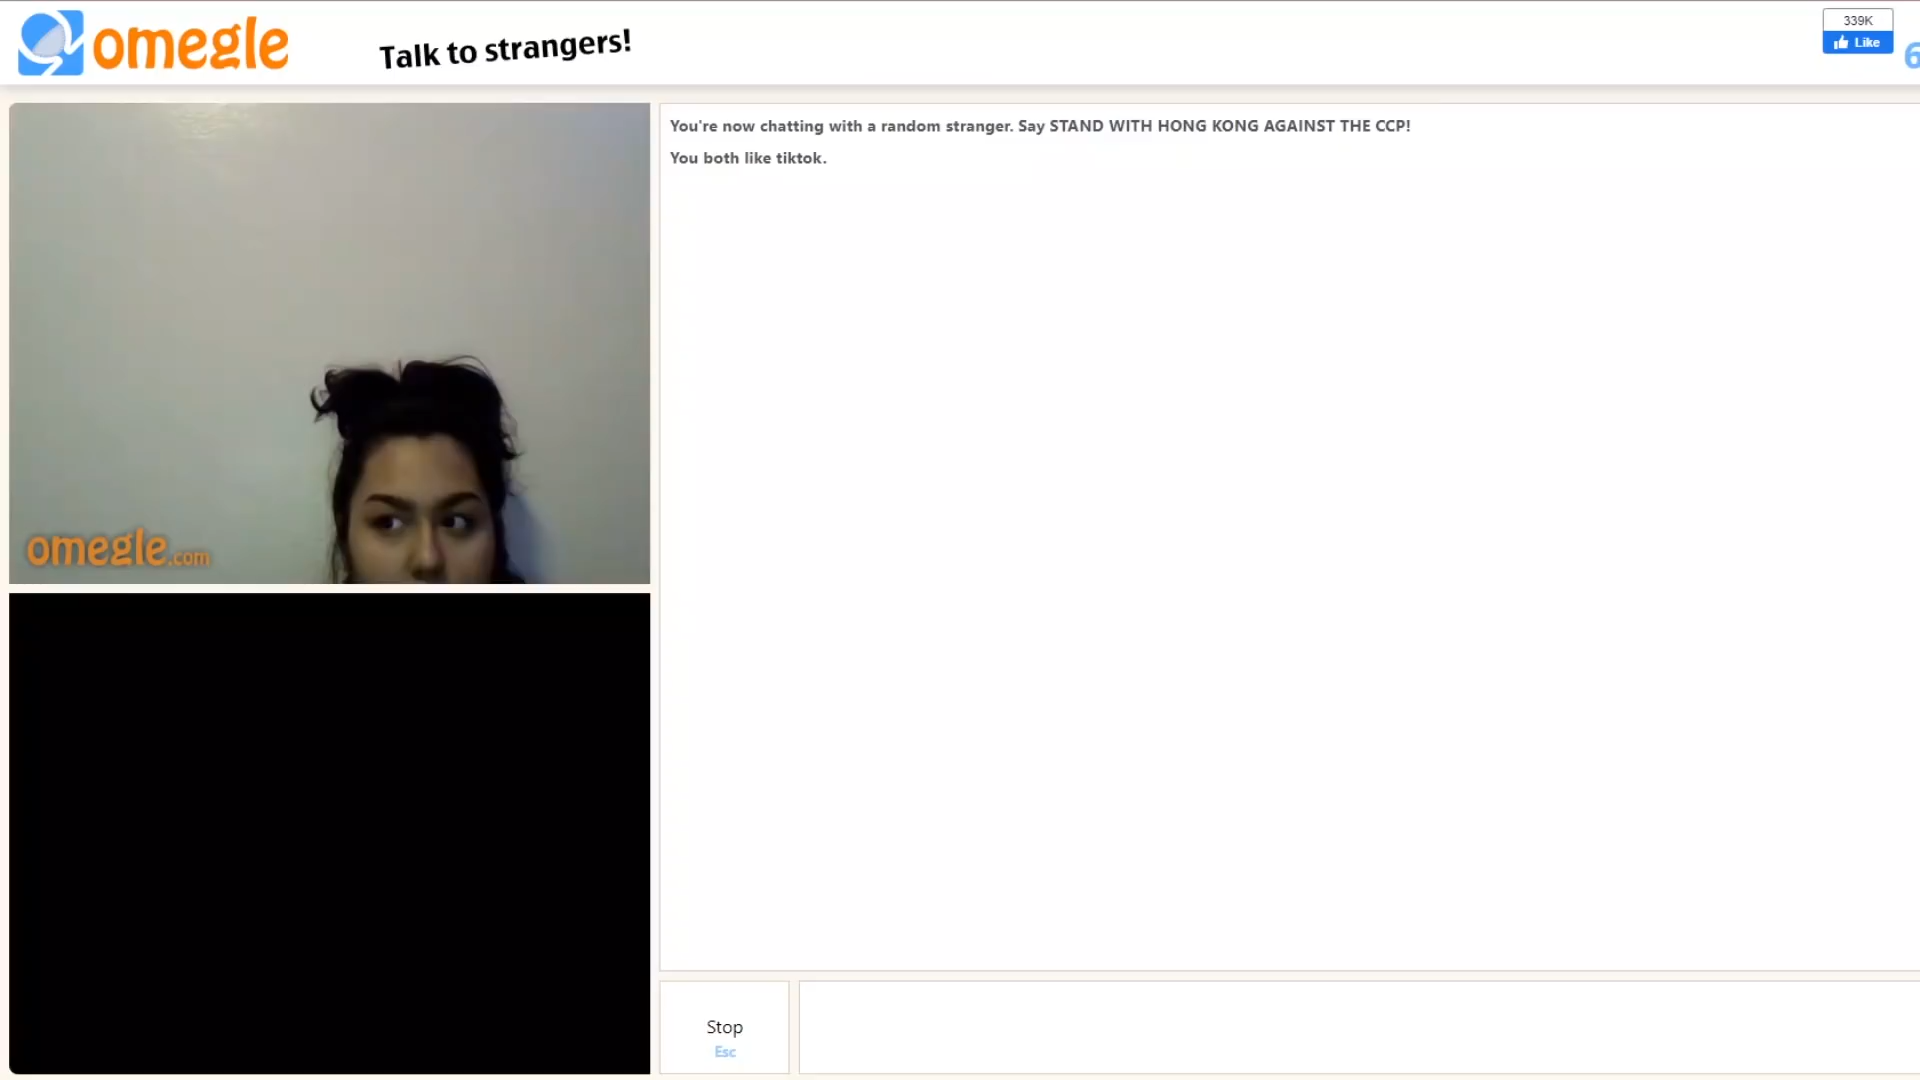 omegle
Talk to strangers!
339K
Like
6
You're now chatting with a random stranger. Say STAND WITH HONG KONG AGAINST THE CCP!
You both like tiktok.
omegle.com
Stop
Esc